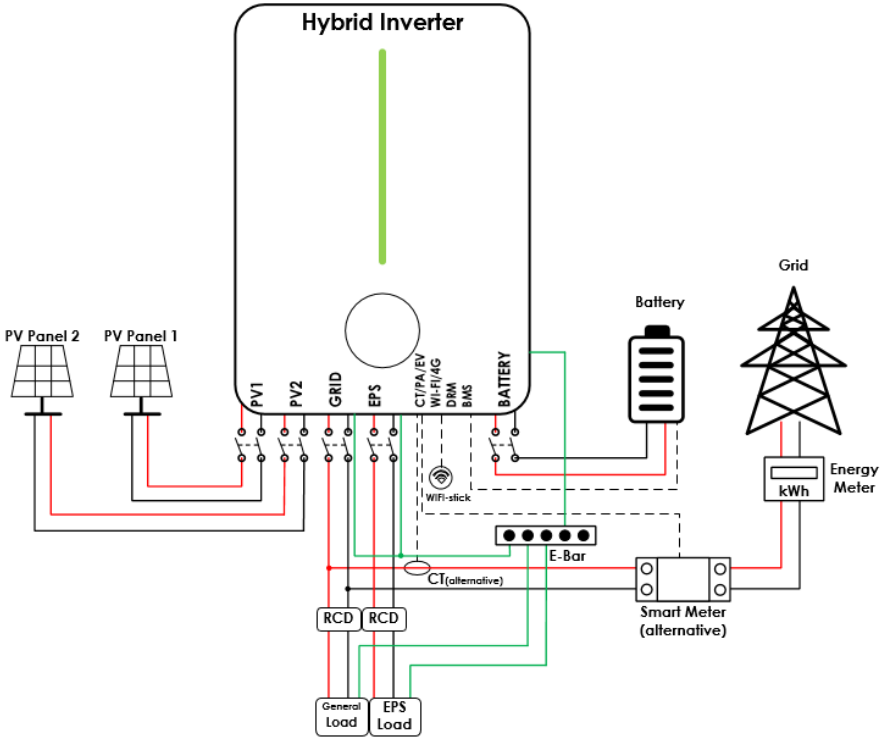 Hybrid Inverter
Grid
Battery
PV Panel 2
PV Panel 1
PV1
PV2
GRID
EPS
CT/PA/EV
WI-FI/4G
DRM
BMS
BATTERY
Energy
Meter
kWh
WIFI-stick
E-Bar
CT(alternative)
Smart Meter
(alternative)
RCD
RCD
General
Load
EPS
Load